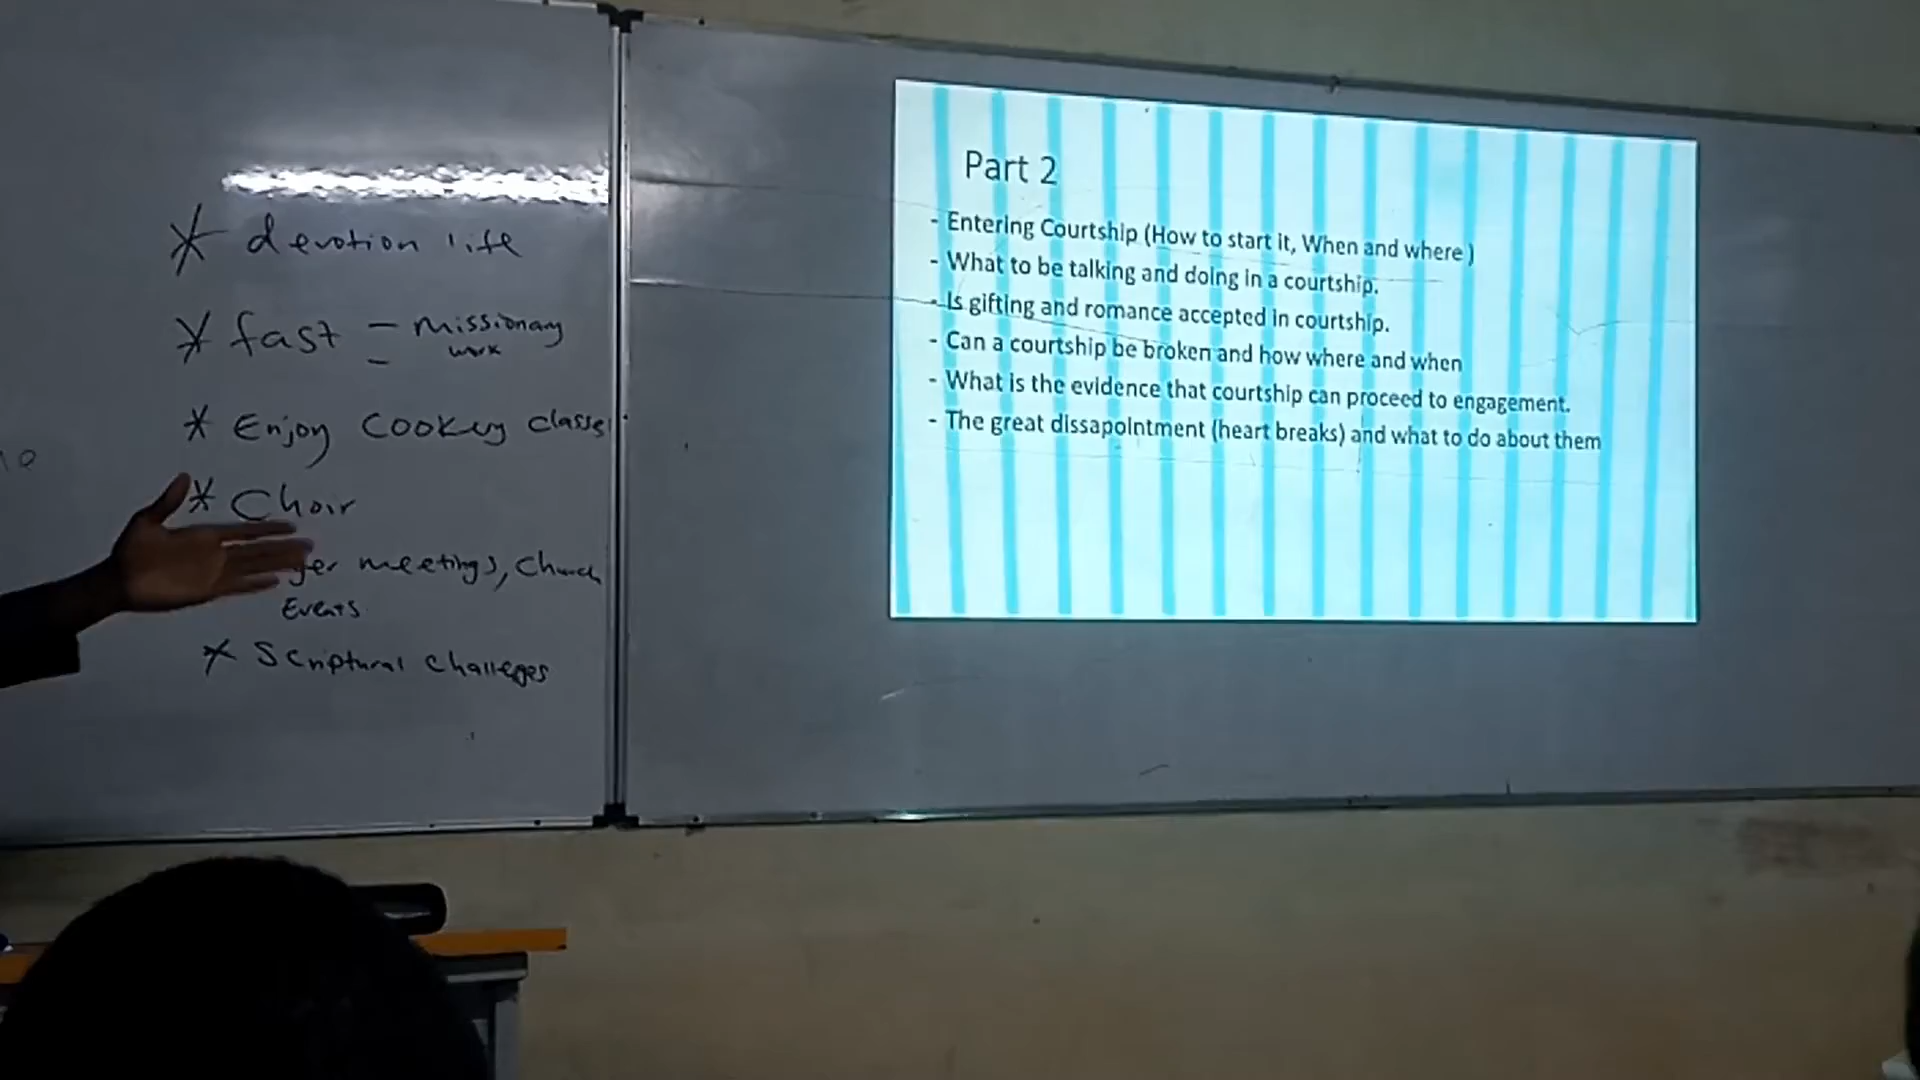 * devotion life
* fast - missionary
- work
* Enjoy Cookery classes
* Choir
meetings, Church
Events
* Scriptural challeges
Part 2
- Entering Courtship (How to start it, When and where )
- What to be talking and doing in a courtship.
- Is gifting and romance accepted in courtship.
- Can a courtship be broken and how where and when
- What is the evidence that courtship can proceed to engagement.
- The great dissapointment (heart breaks) and what to do about them